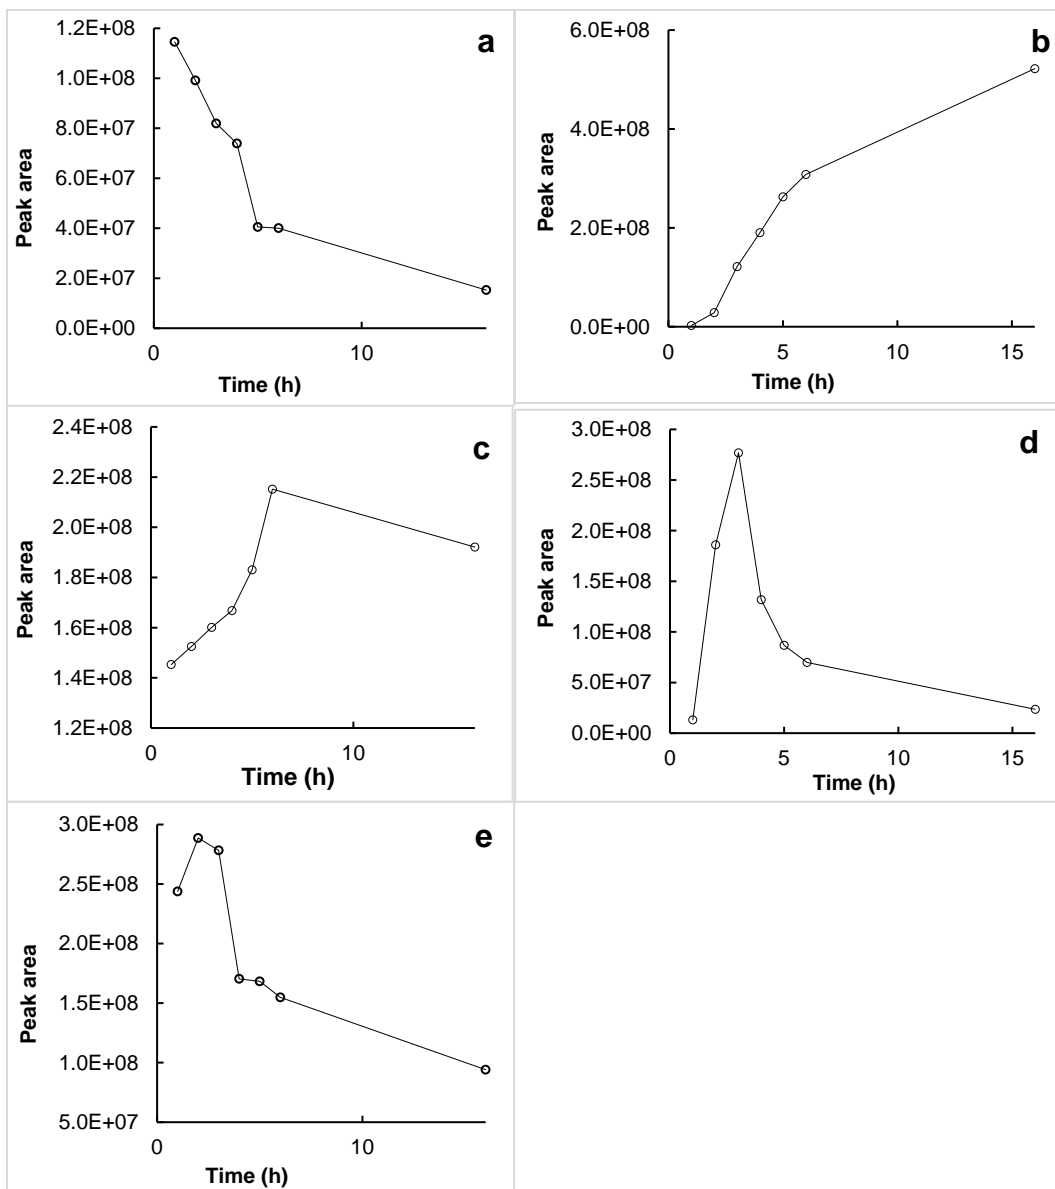 a
1.2E+08
1.0E+08
8.0E+07
6.0E+07
4.0E+07
2.0E+07
0.0E+00
0 10
Peak area
Time (h)
b
6.0E+08
4.0E+08
2.0E+08
0.0E+00
0 5 10 15
Peak area
Time (h)
c
2.4E+08
2.2E+08
2.0E+08
1.8E+08
1.6E+08
1.4E+08
1.2E+08
0 10
Peak area
Time (h)
d
3.0E+08
2.5E+08
2.0E+08
1.5E+08
1.0E+08
5.0E+07
0.0E+00
0 5 10 15
Peak area
Time (h)
e
3.0E+08
2.5E+08
2.0E+08
1.5E+08
1.0E+08
5.0E+07
0 10
Peak area
Time (h)